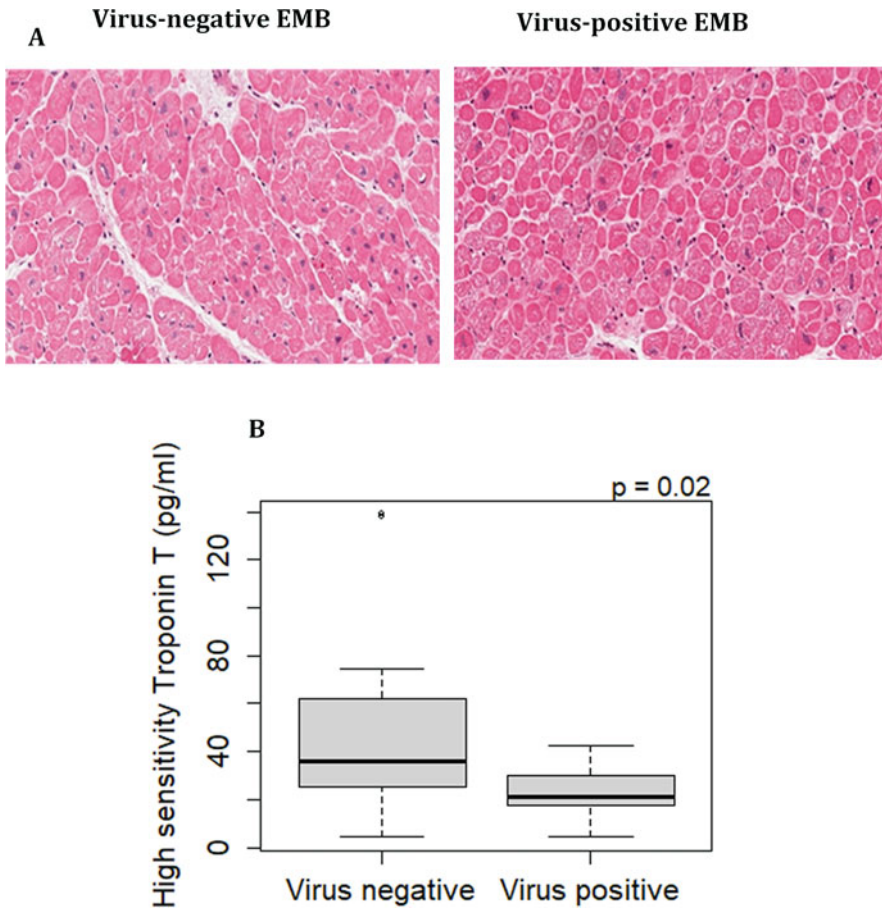 Virus-negative EMB
Virus-positive EMB
A
B
p = 0.02
High sensitivity Troponin T (pg/ml)
120
80
40
0
Virus negative
Virus positive